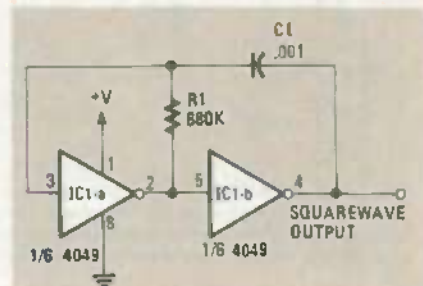 C1
.001
+V
R1
680K
1
3
IC1-a
2
5
IC1-b
4
8
SQUAREWAVE
OUTPUT
1/6 4049
1/6 4049